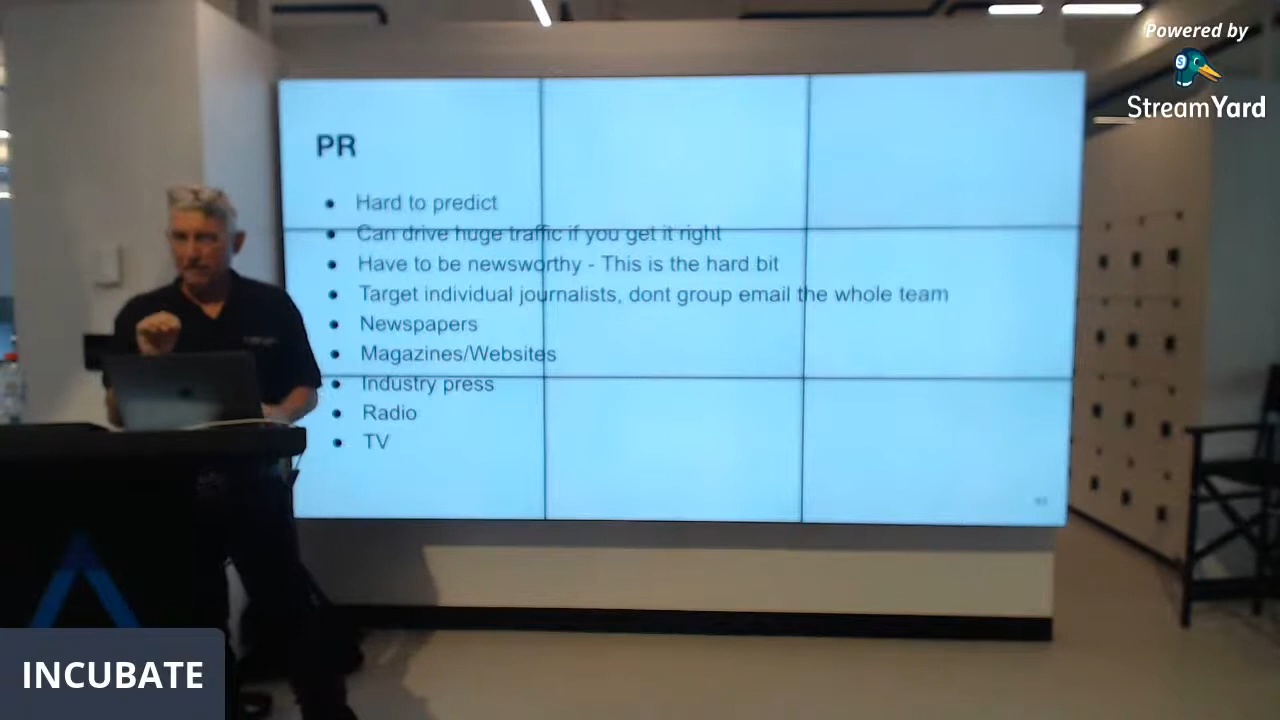 Powered by
StreamYard
PR
● Hard to predict
● Can drive huge traffic if you get it right
● Have to be newsworthy - This is the hard bit
● Target individual journalists, dont group email the whole team
● Newspapers
● Magazines/Websites
● Industry press
● Radio
● TV
INCUBATE